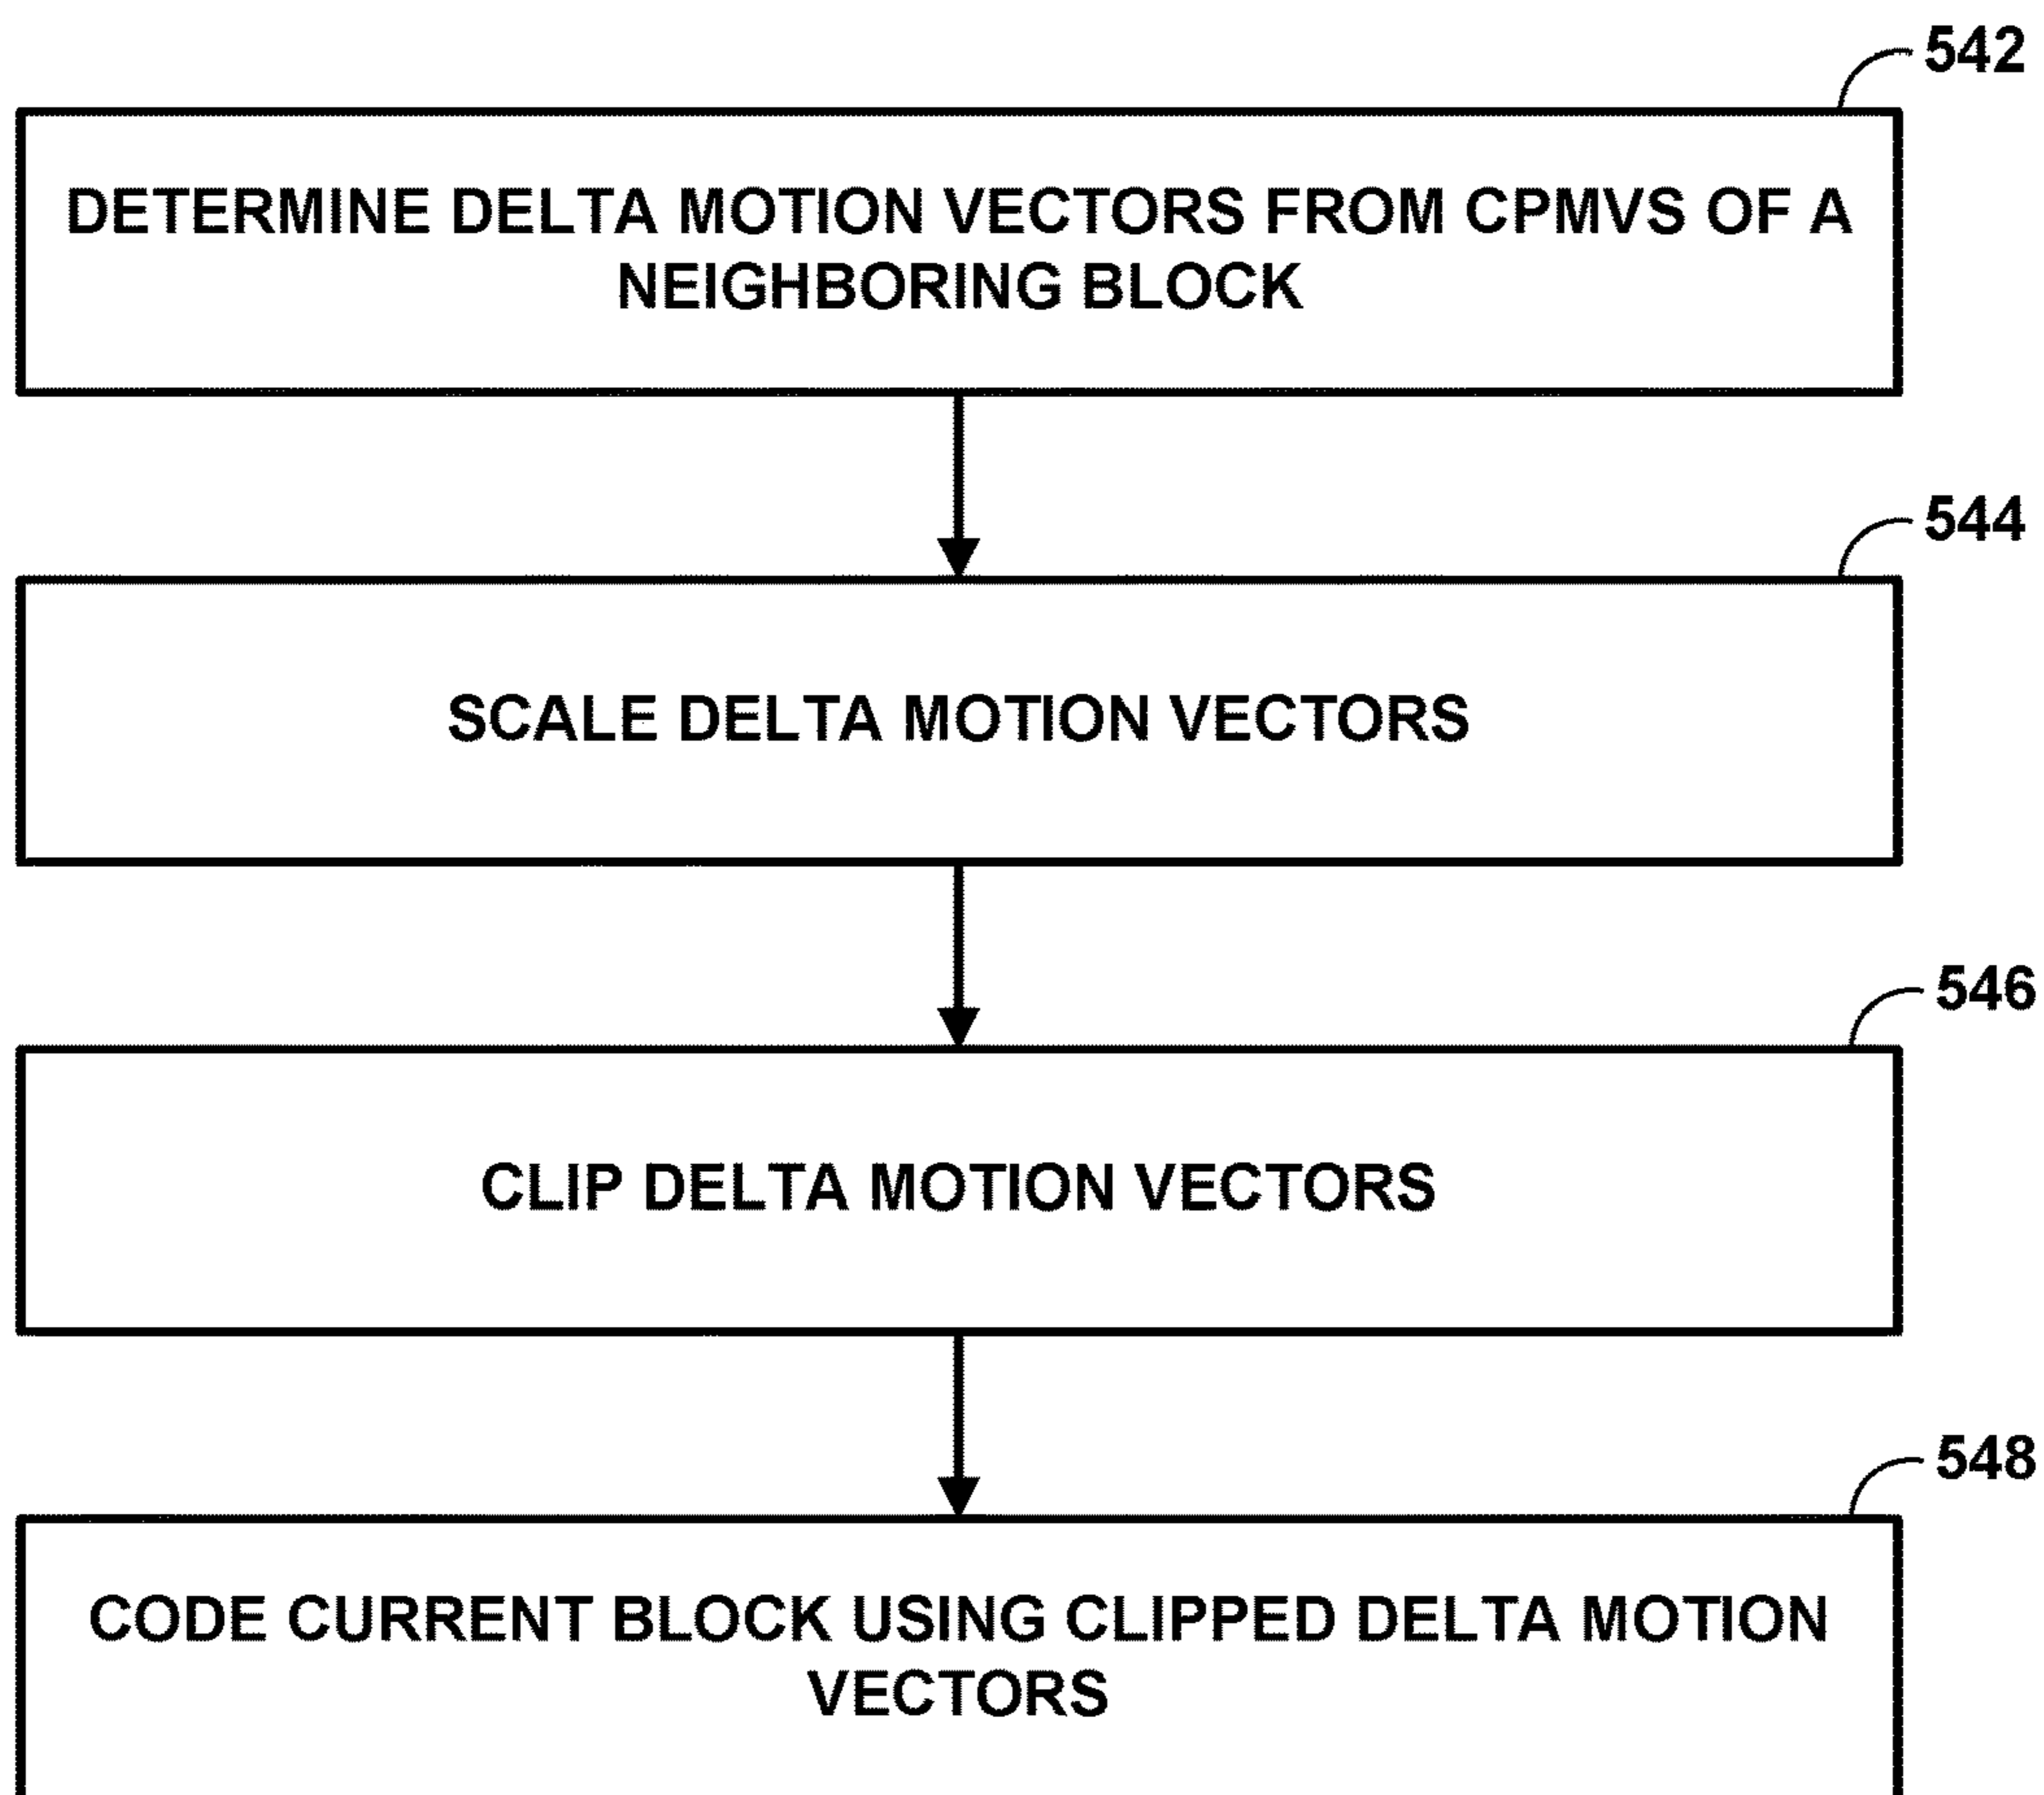 542
DETERMINE DELTA MOTION VECTORS FROM CPMVS OF A
NEIGHBORING BLOCK
544
SCALE DELTA MOTION VECTORS
546
CLIP DELTA MOTION VECTORS
548
CODE CURRENT BLOCK USING CLIPPED DELTA MOTION
VECTORS